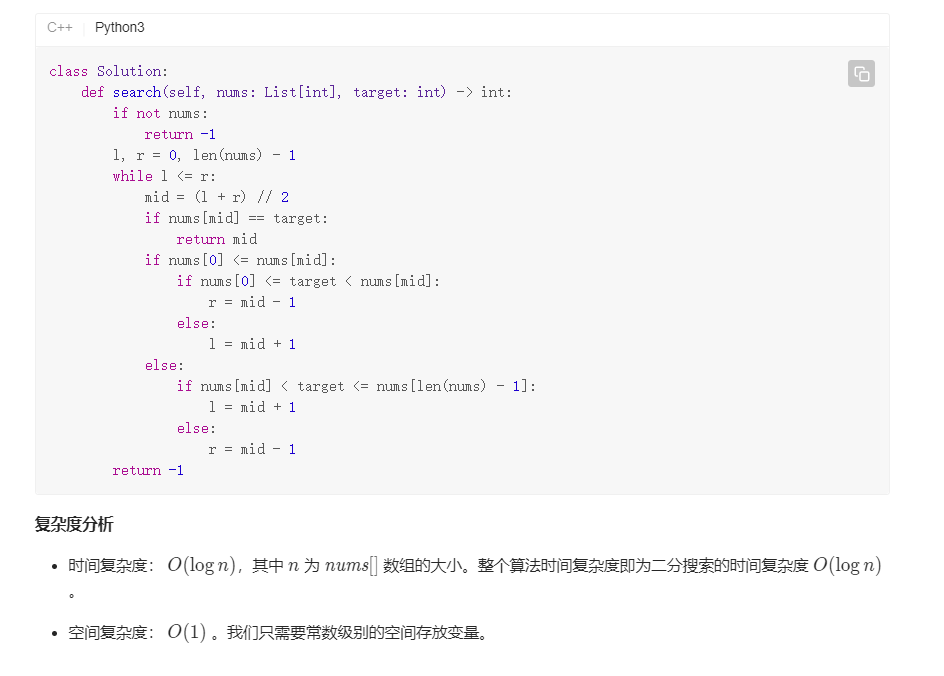 C++ Python3
class Solution:
    def search(self, nums: List[int], target: int) -> int:
        if not nums:
            return -1
        l, r = 0, len(nums) - 1
        while l <= r:
            mid = (l + r) // 2
            if nums[mid] == target:
                return mid
            if nums[0] <= nums[mid]:
                if nums[0] <= target < nums[mid]:
                    r = mid - 1
                else:
                    l = mid + 1
            else:
                if nums[mid] < target <= nums[len(nums) - 1]:
                    l = mid + 1
                else:
                    r = mid - 1
        return -1
复杂度分析
• 时间复杂度： O(log n)，其中 n 为 nums[] 数组的大小。整个算法时间复杂度即为二分搜索的时间复杂度 O(log n)
。
• 空间复杂度： O(1) 。我们只需要常数级别的空间存放变量。